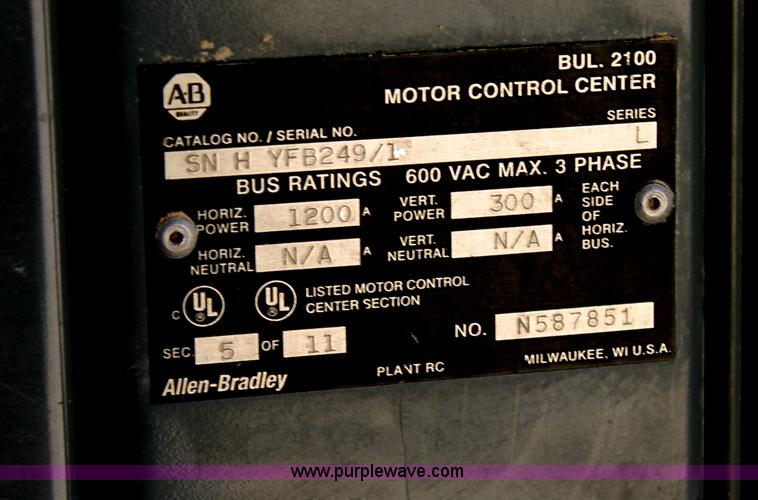 BUL. 2100
A-B
QUALITY
MOTOR CONTROL CENTER
CATALOG NO. / SERIAL NO.
SERIES
SN H YFB249/1
L
BUS RATINGS 600 VAC MAX. 3 PHASE
HORIZ. POWER 1200 A
VERT. POWER 300 A
EACH SIDE OF HORIZ. BUS.
HORIZ. NEUTRAL N/A A
VERT. NEUTRAL N/A A
C UL ® UL ® LISTED MOTOR CONTROL
CENTER SECTION
SEC. 5 OF 11
NO. N587851
Allen-Bradley
PLANT RC
MILWAUKEE, WI U.S.A.
www.purplewave.com